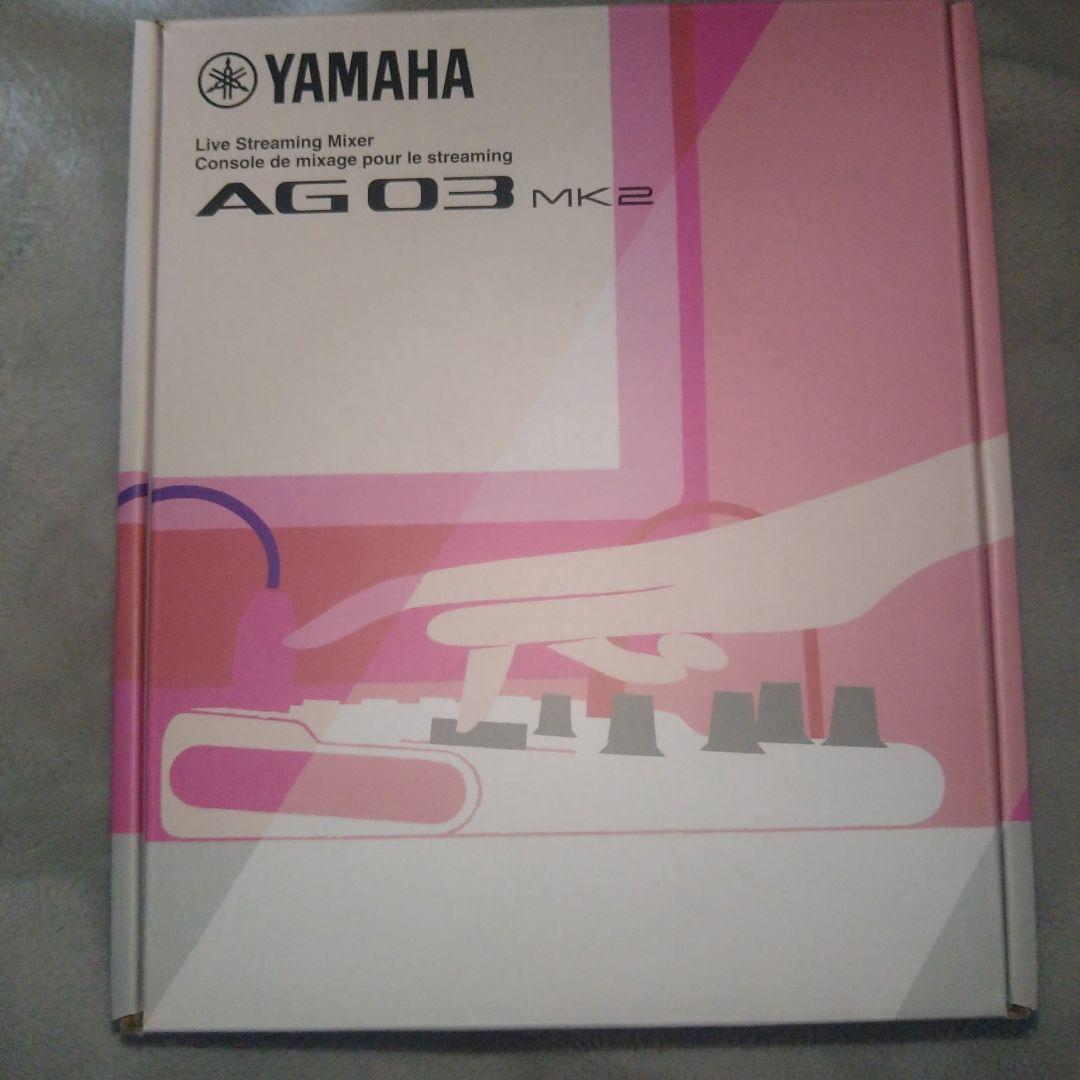 YAMAHA
Live Streaming Mixer
Console de mixage pour le streaming
AG03 MK2